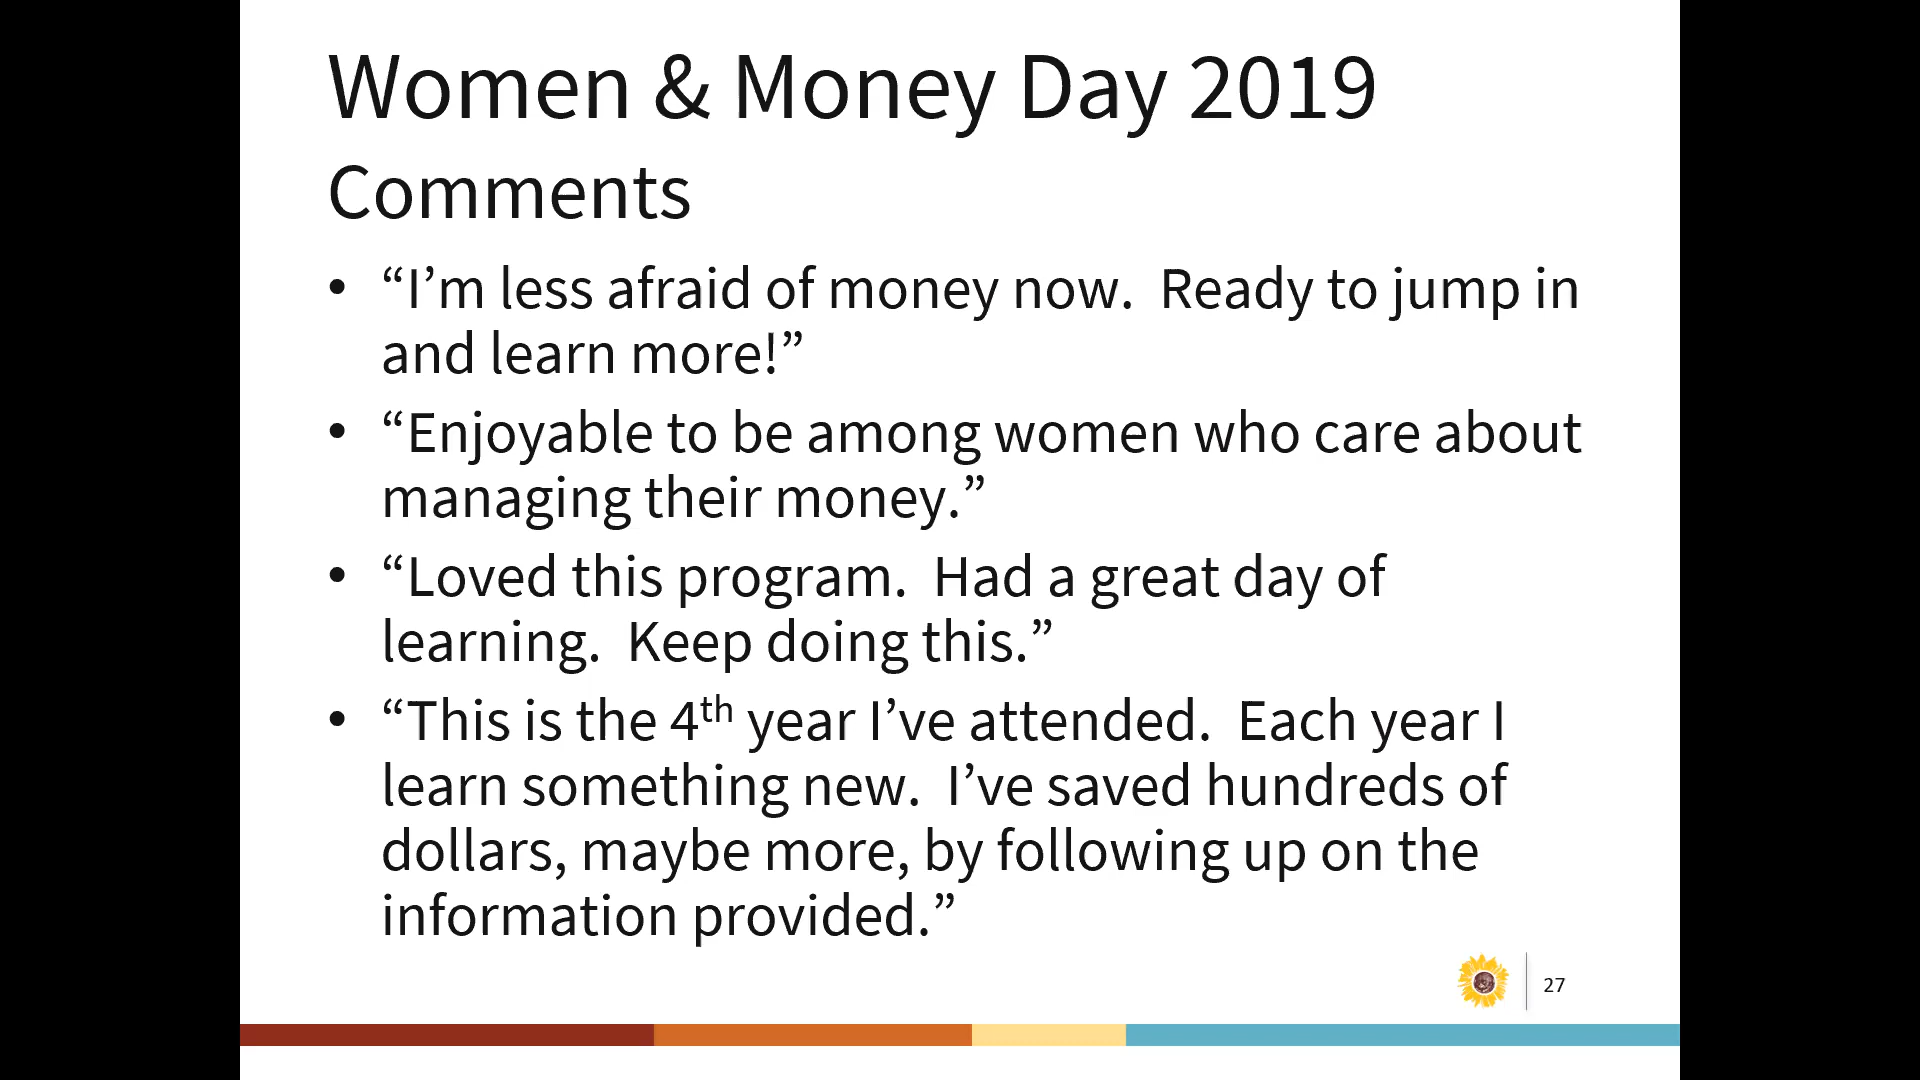 Women & Money Day 2019
Comments
• “I’m less afraid of money now.  Ready to jump in
and learn more!”
• “Enjoyable to be among women who care about
managing their money.”
• “Loved this program.  Had a great day of
learning.  Keep doing this.”
• “This is the 4th year I’ve attended.  Each year I
learn something new.  I’ve saved hundreds of
dollars, maybe more, by following up on the
information provided.”
27